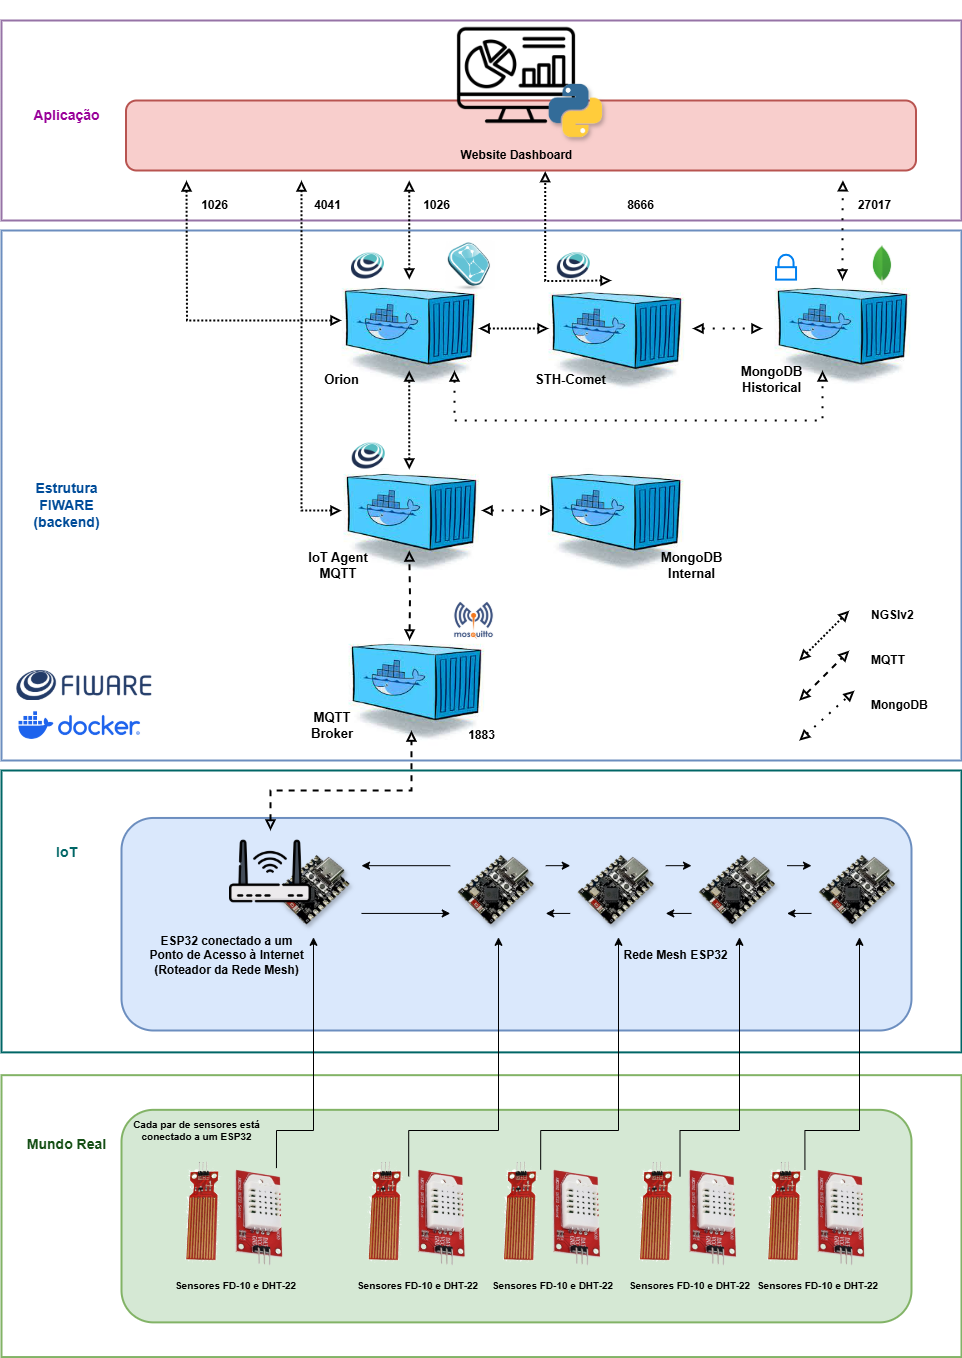 Aplicação
Website Dashboard
1026
4041
1026
8666
27017
Orion
STH-Comet
MongoDB
Historical
Estrutura
FIWARE
(backend)
IoT Agent
MQTT
MongoDB
Internal
mosquitto
NGSIv2
MQTT
MongoDB
FIWARE
docker
MQTT
Broker
1883
IoT
ESP32 conectado a um
Ponto de Acesso à Internet
(Roteador da Rede Mesh)
Rede Mesh ESP32
Mundo Real
Cada par de sensores está
conectado a um ESP32
Sensores FD-10 e DHT-22
Sensores FD-10 e DHT-22
Sensores FD-10 e DHT-22
Sensores FD-10 e DHT-22
Sensores FD-10 e DHT-22